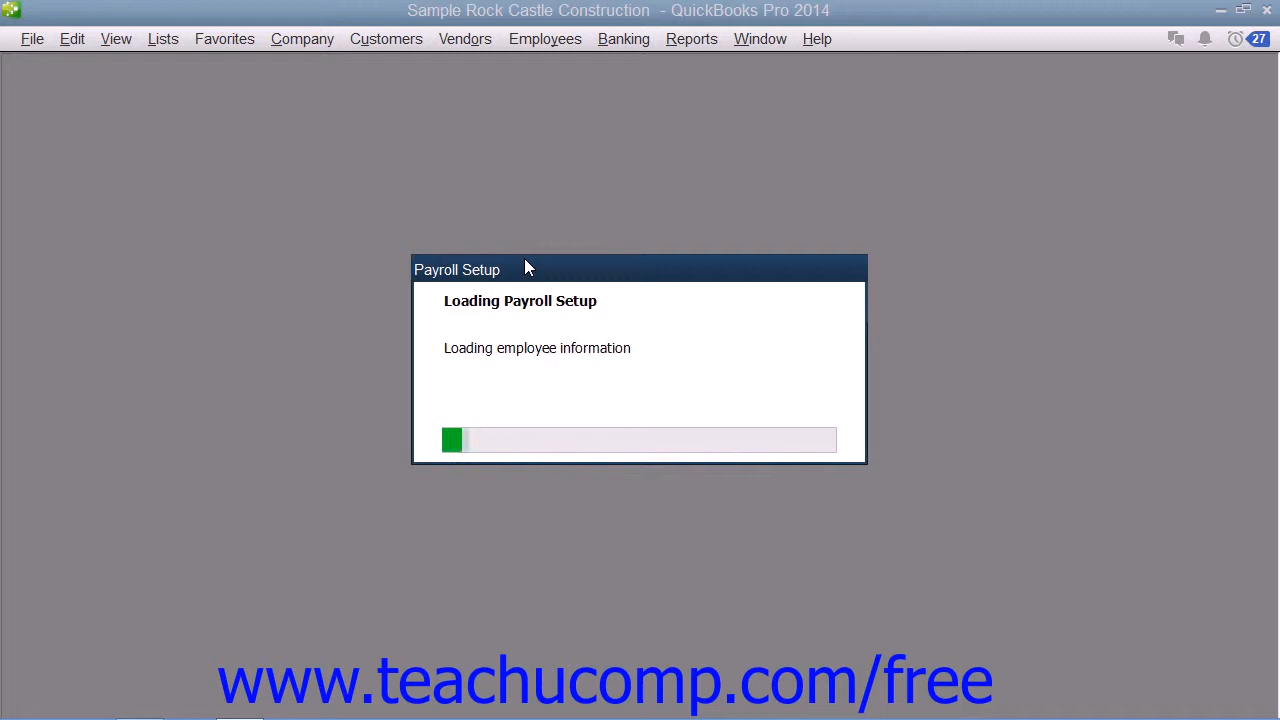 Sample Rock Castle Construction - QuickBooks Pro 2014
File Edit View Lists Favorites Company Customers Vendors Employees Banking Reports Window Help 27
Payroll Setup
Loading Payroll Setup
Loading employee information
www.teachucomp.com/free